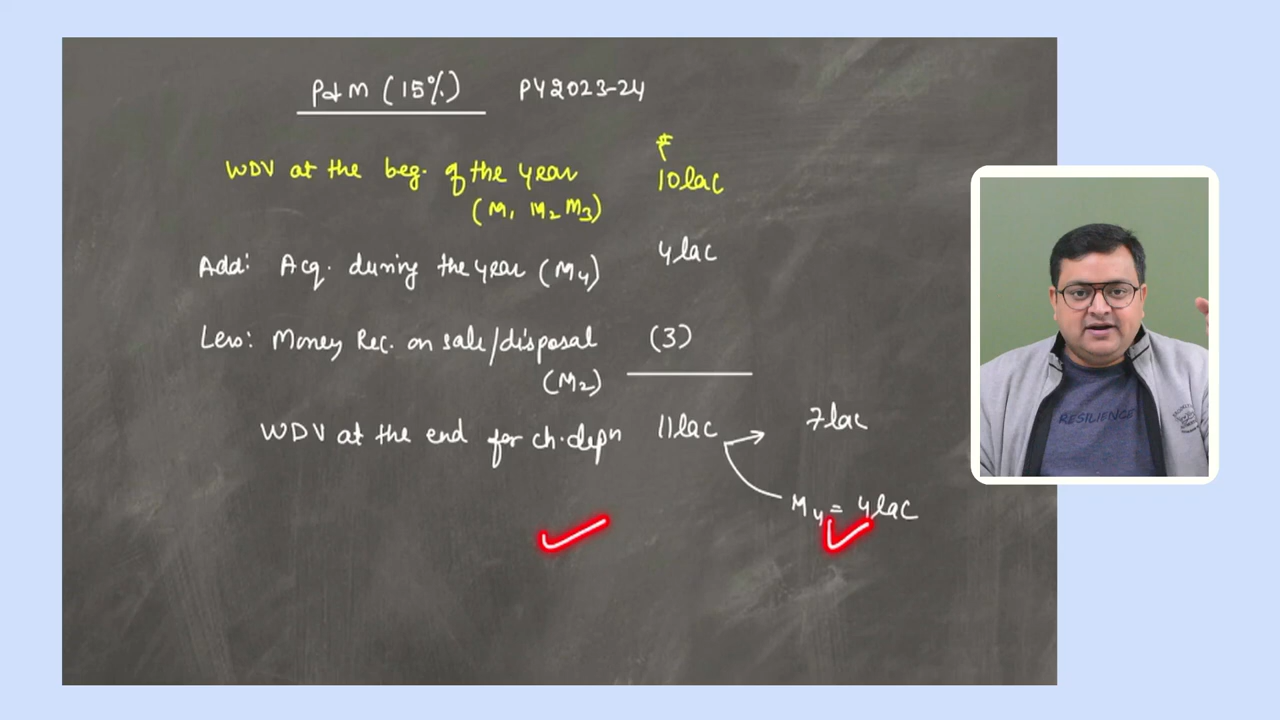 P&M (15%) PY2023-24
₹
WDV at the beg. of the year 10lac
(M1 M2 M3)
Add: Acq. during the year (M4) 4lac
Less: Money Rec. on sale/disposal (3)
(M2)
WDV at the end for ch.depn 11lac → 7lac
M4 = 4lac
RESILIENCE